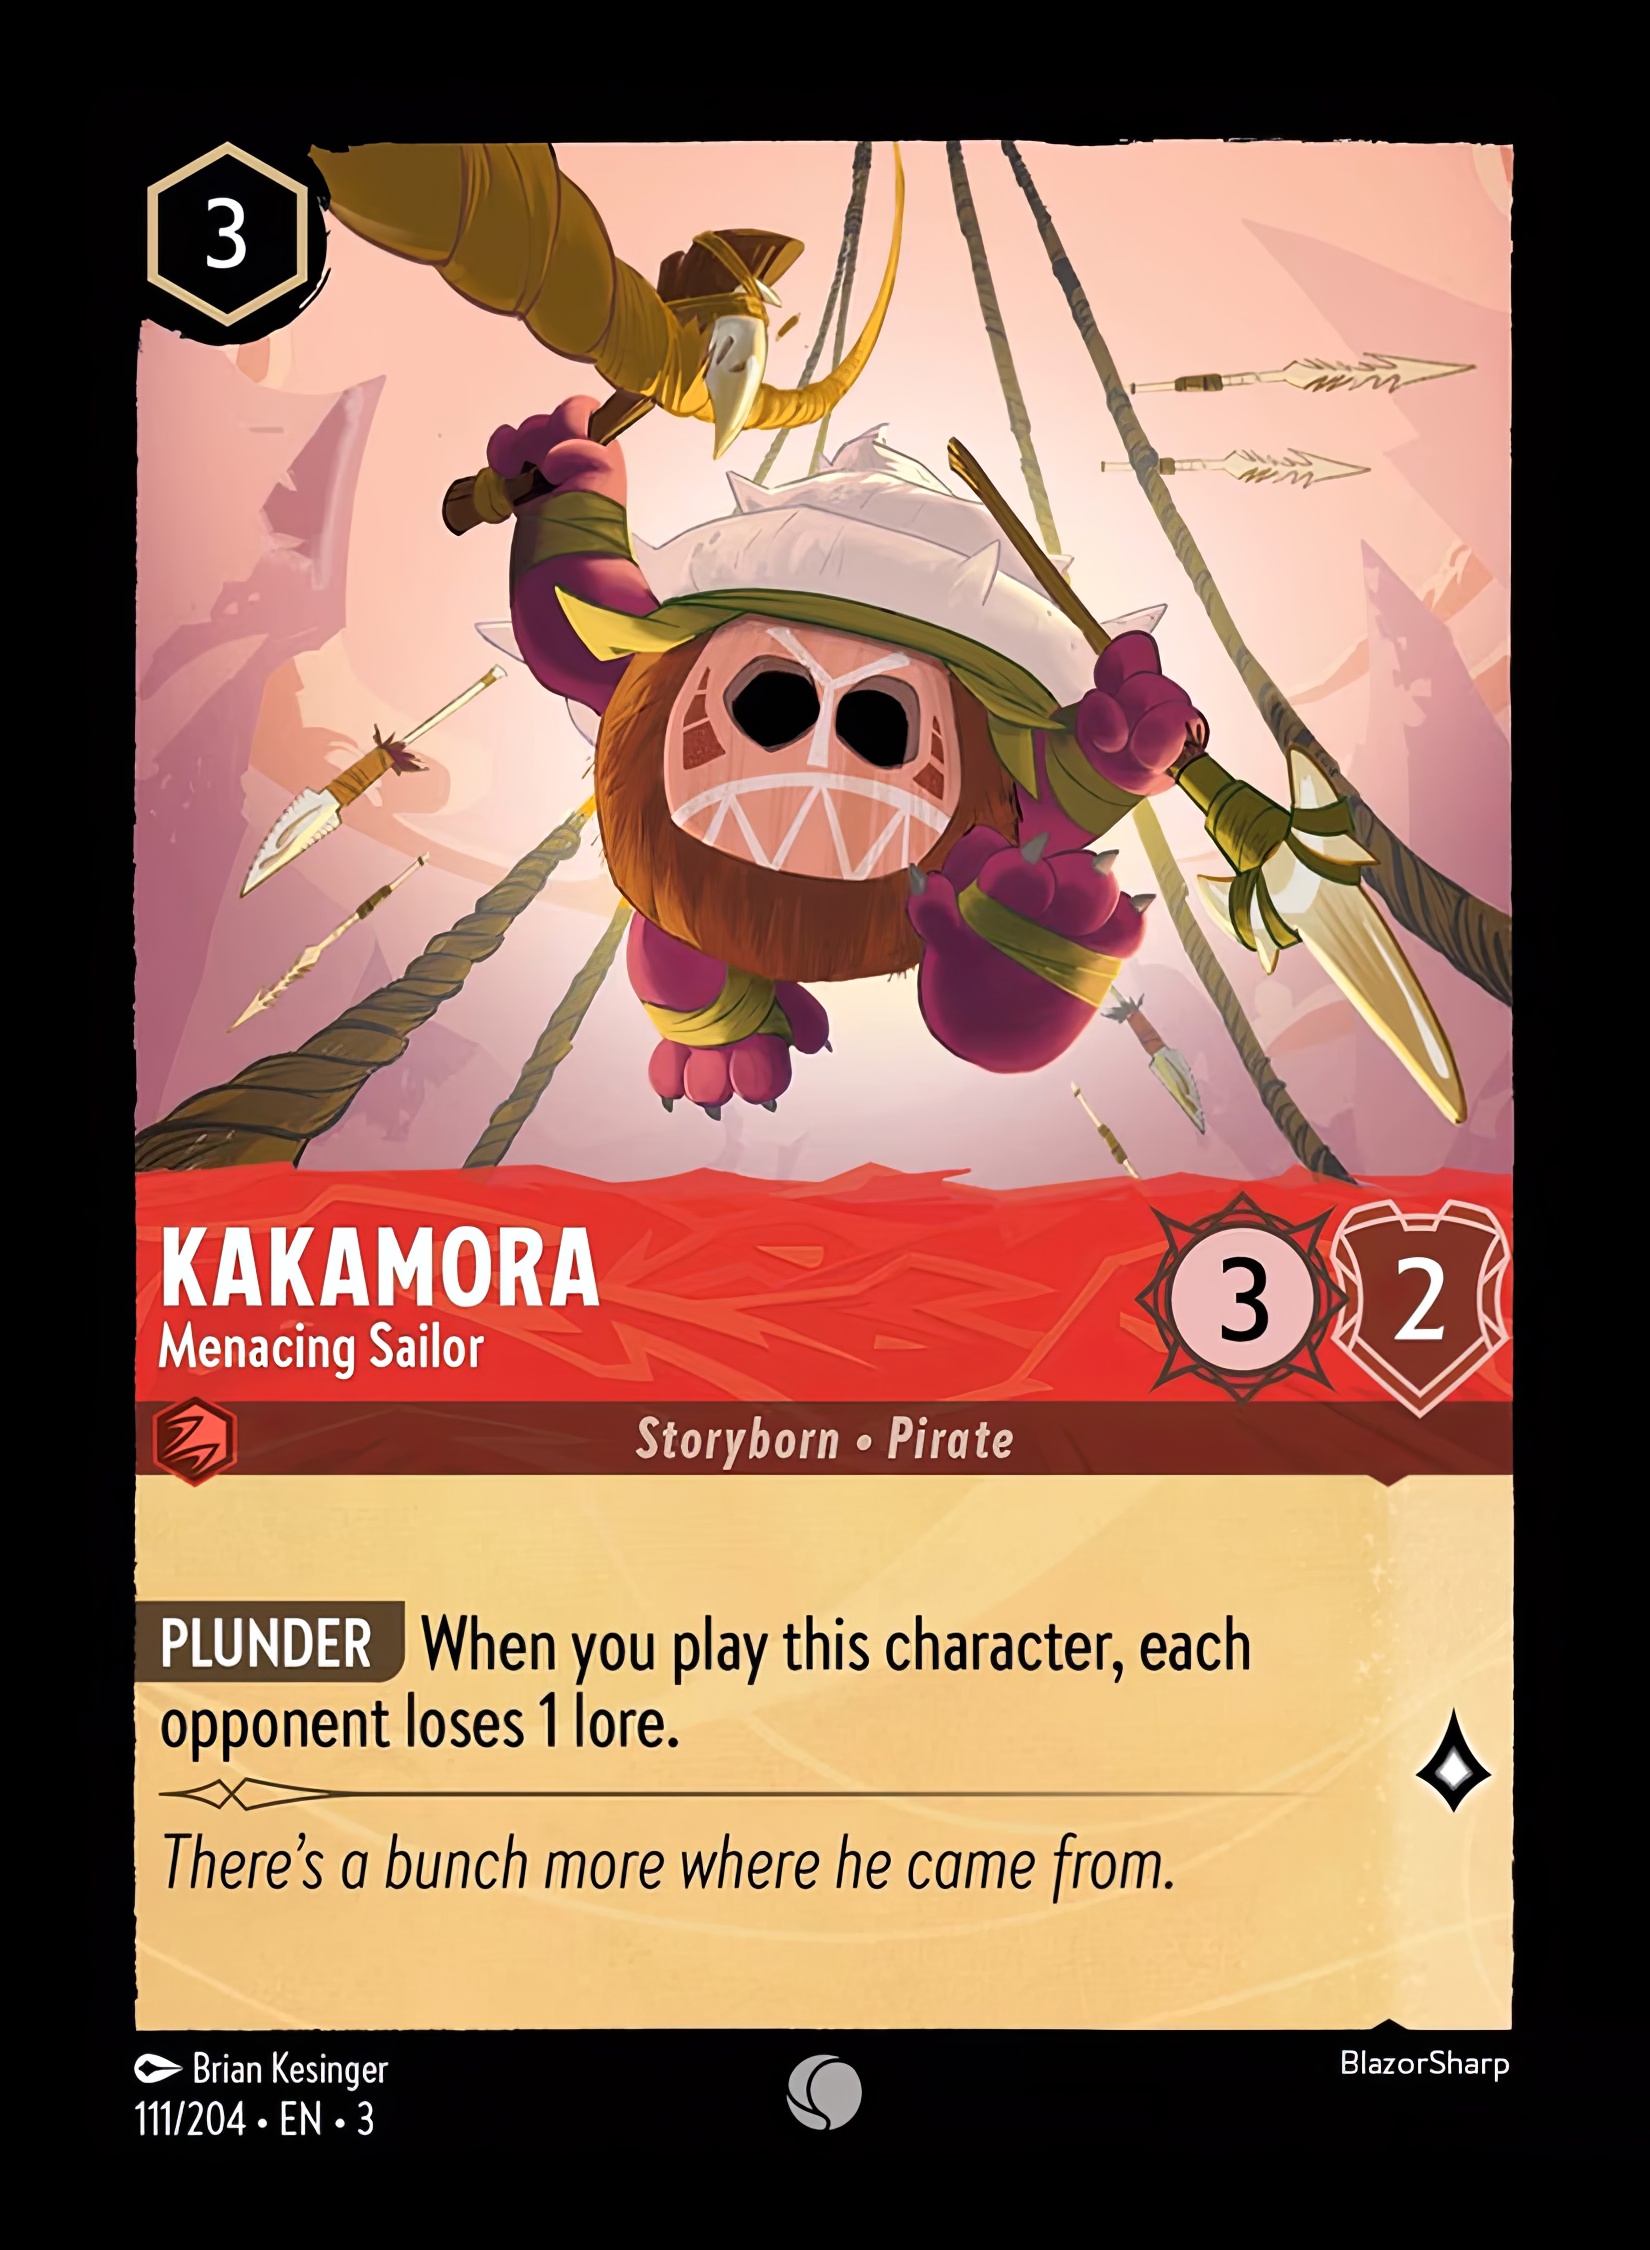 3
KAKAMORA
Menacing Sailor
3
2
Storyborn • Pirate
PLUNDER When you play this character, each
opponent loses 1 lore.
There's a bunch more where he came from.
Brian Kesinger
BlazorSharp
111/204 • EN • 3